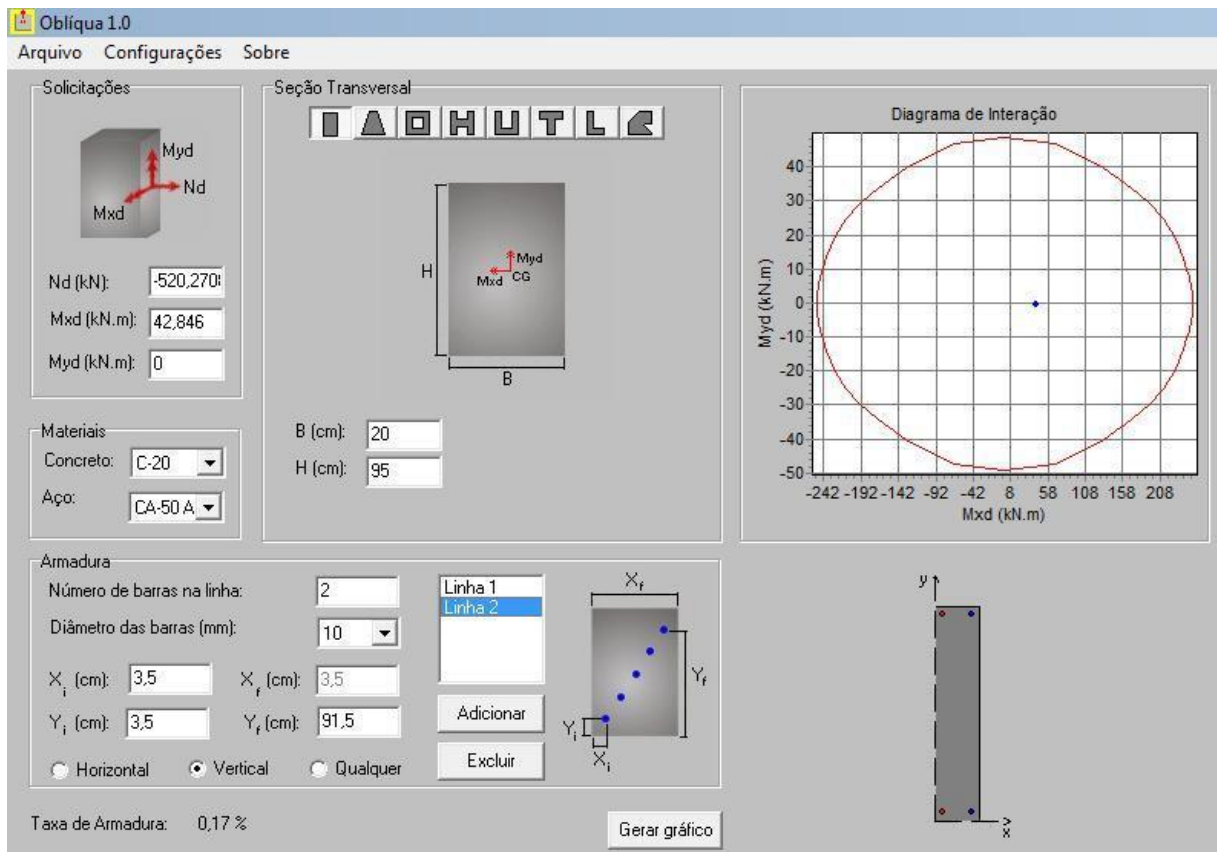 Oblíqua 1.0
Arquivo Configurações Sobre
Solicitações
Myd
Nd
Mxd
Nd (kN): -520,270
Mxd (kN.m): 42,846
Myd (kN.m): 0
Materiais
Concreto: C-20
Aço: CA-50 A
Seção Transversal
H
Myd
Mxd CG
B
B (cm): 20
H (cm): 95
Diagrama de Interação
Myd (kN.m)
40
30
20
10
0
-10
-20
-30
-40
-50
-242 -192 -142 -92 -42 8 58 108 158 208
Mxd (kN.m)
Armadura
Número de barras na linha: 2
Diâmetro das barras (mm): 10
Xi (cm): 3,5 Xf (cm): 3,5
Yi (cm): 3,5 Yf (cm): 91,5
Horizontal Vertical Qualquer
Linha 1
Linha 2
Adicionar
Excluir
Xf
Yf
Yi
Xi
Taxa de Armadura: 0,17 %
Gerar gráfico
y
x